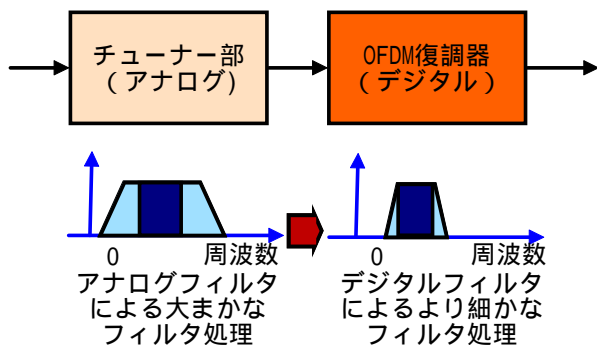 チューナー部
(アナログ)
OFDM復調器
(デジタル)
0
周波数
アナログフィルタ
による大まかな
フィルタ処理
0
周波数
デジタルフィルタ
によるより細かな
フィルタ処理